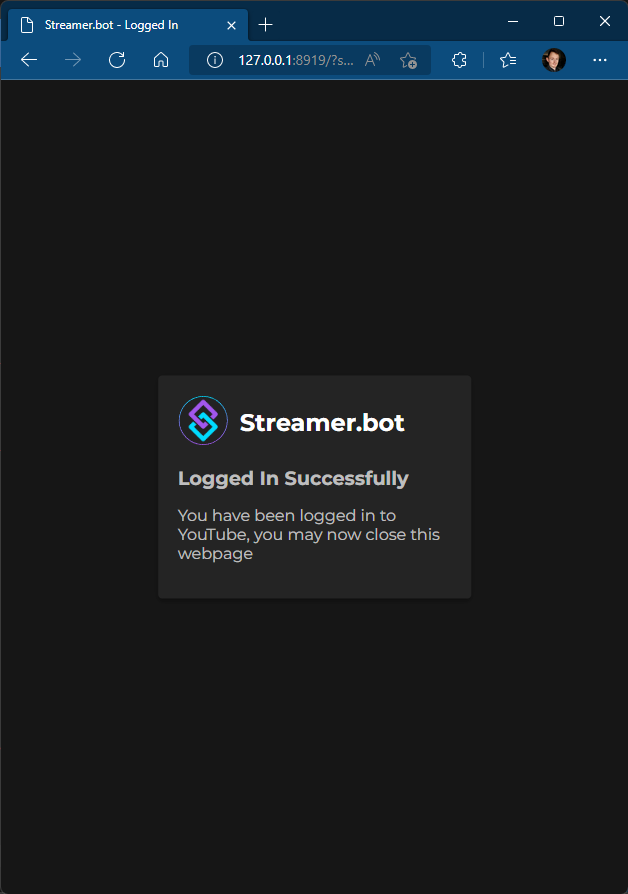 Streamer.bot - Logged In
127.0.0.1:8919/?s...
Streamer.bot
Logged In Successfully
You have been logged in to
YouTube, you may now close this
webpage